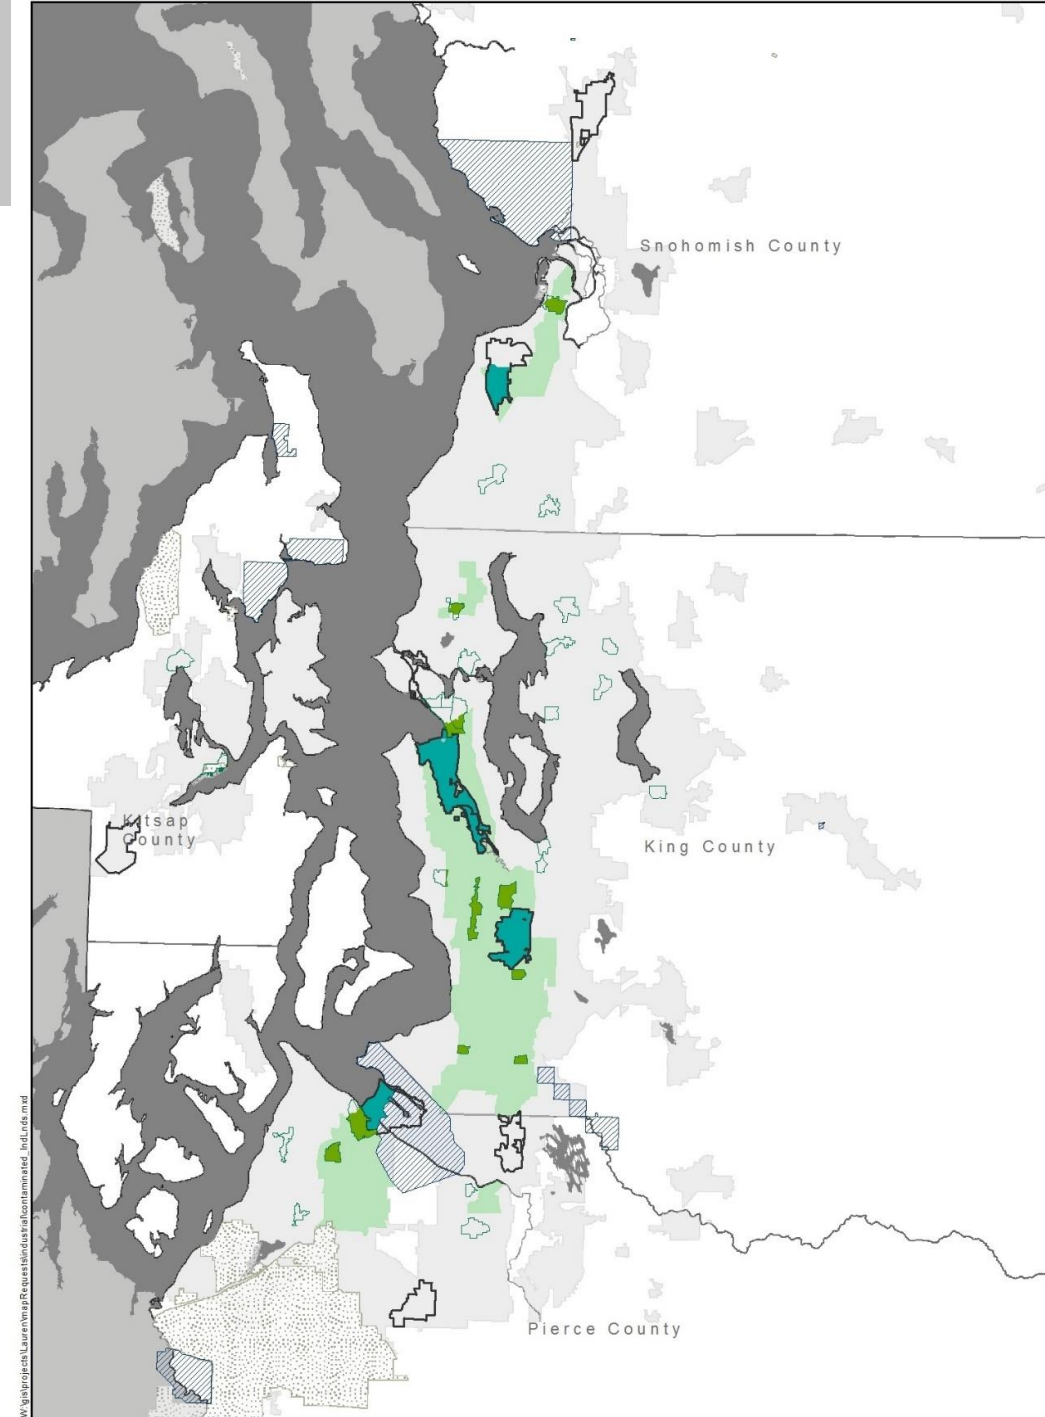 Snohomish County
Kitsap
County
King County
Pierce County
W:\gis\projects\Lauren\mapRequests\industrial\contaminated_IndLnds.mxd